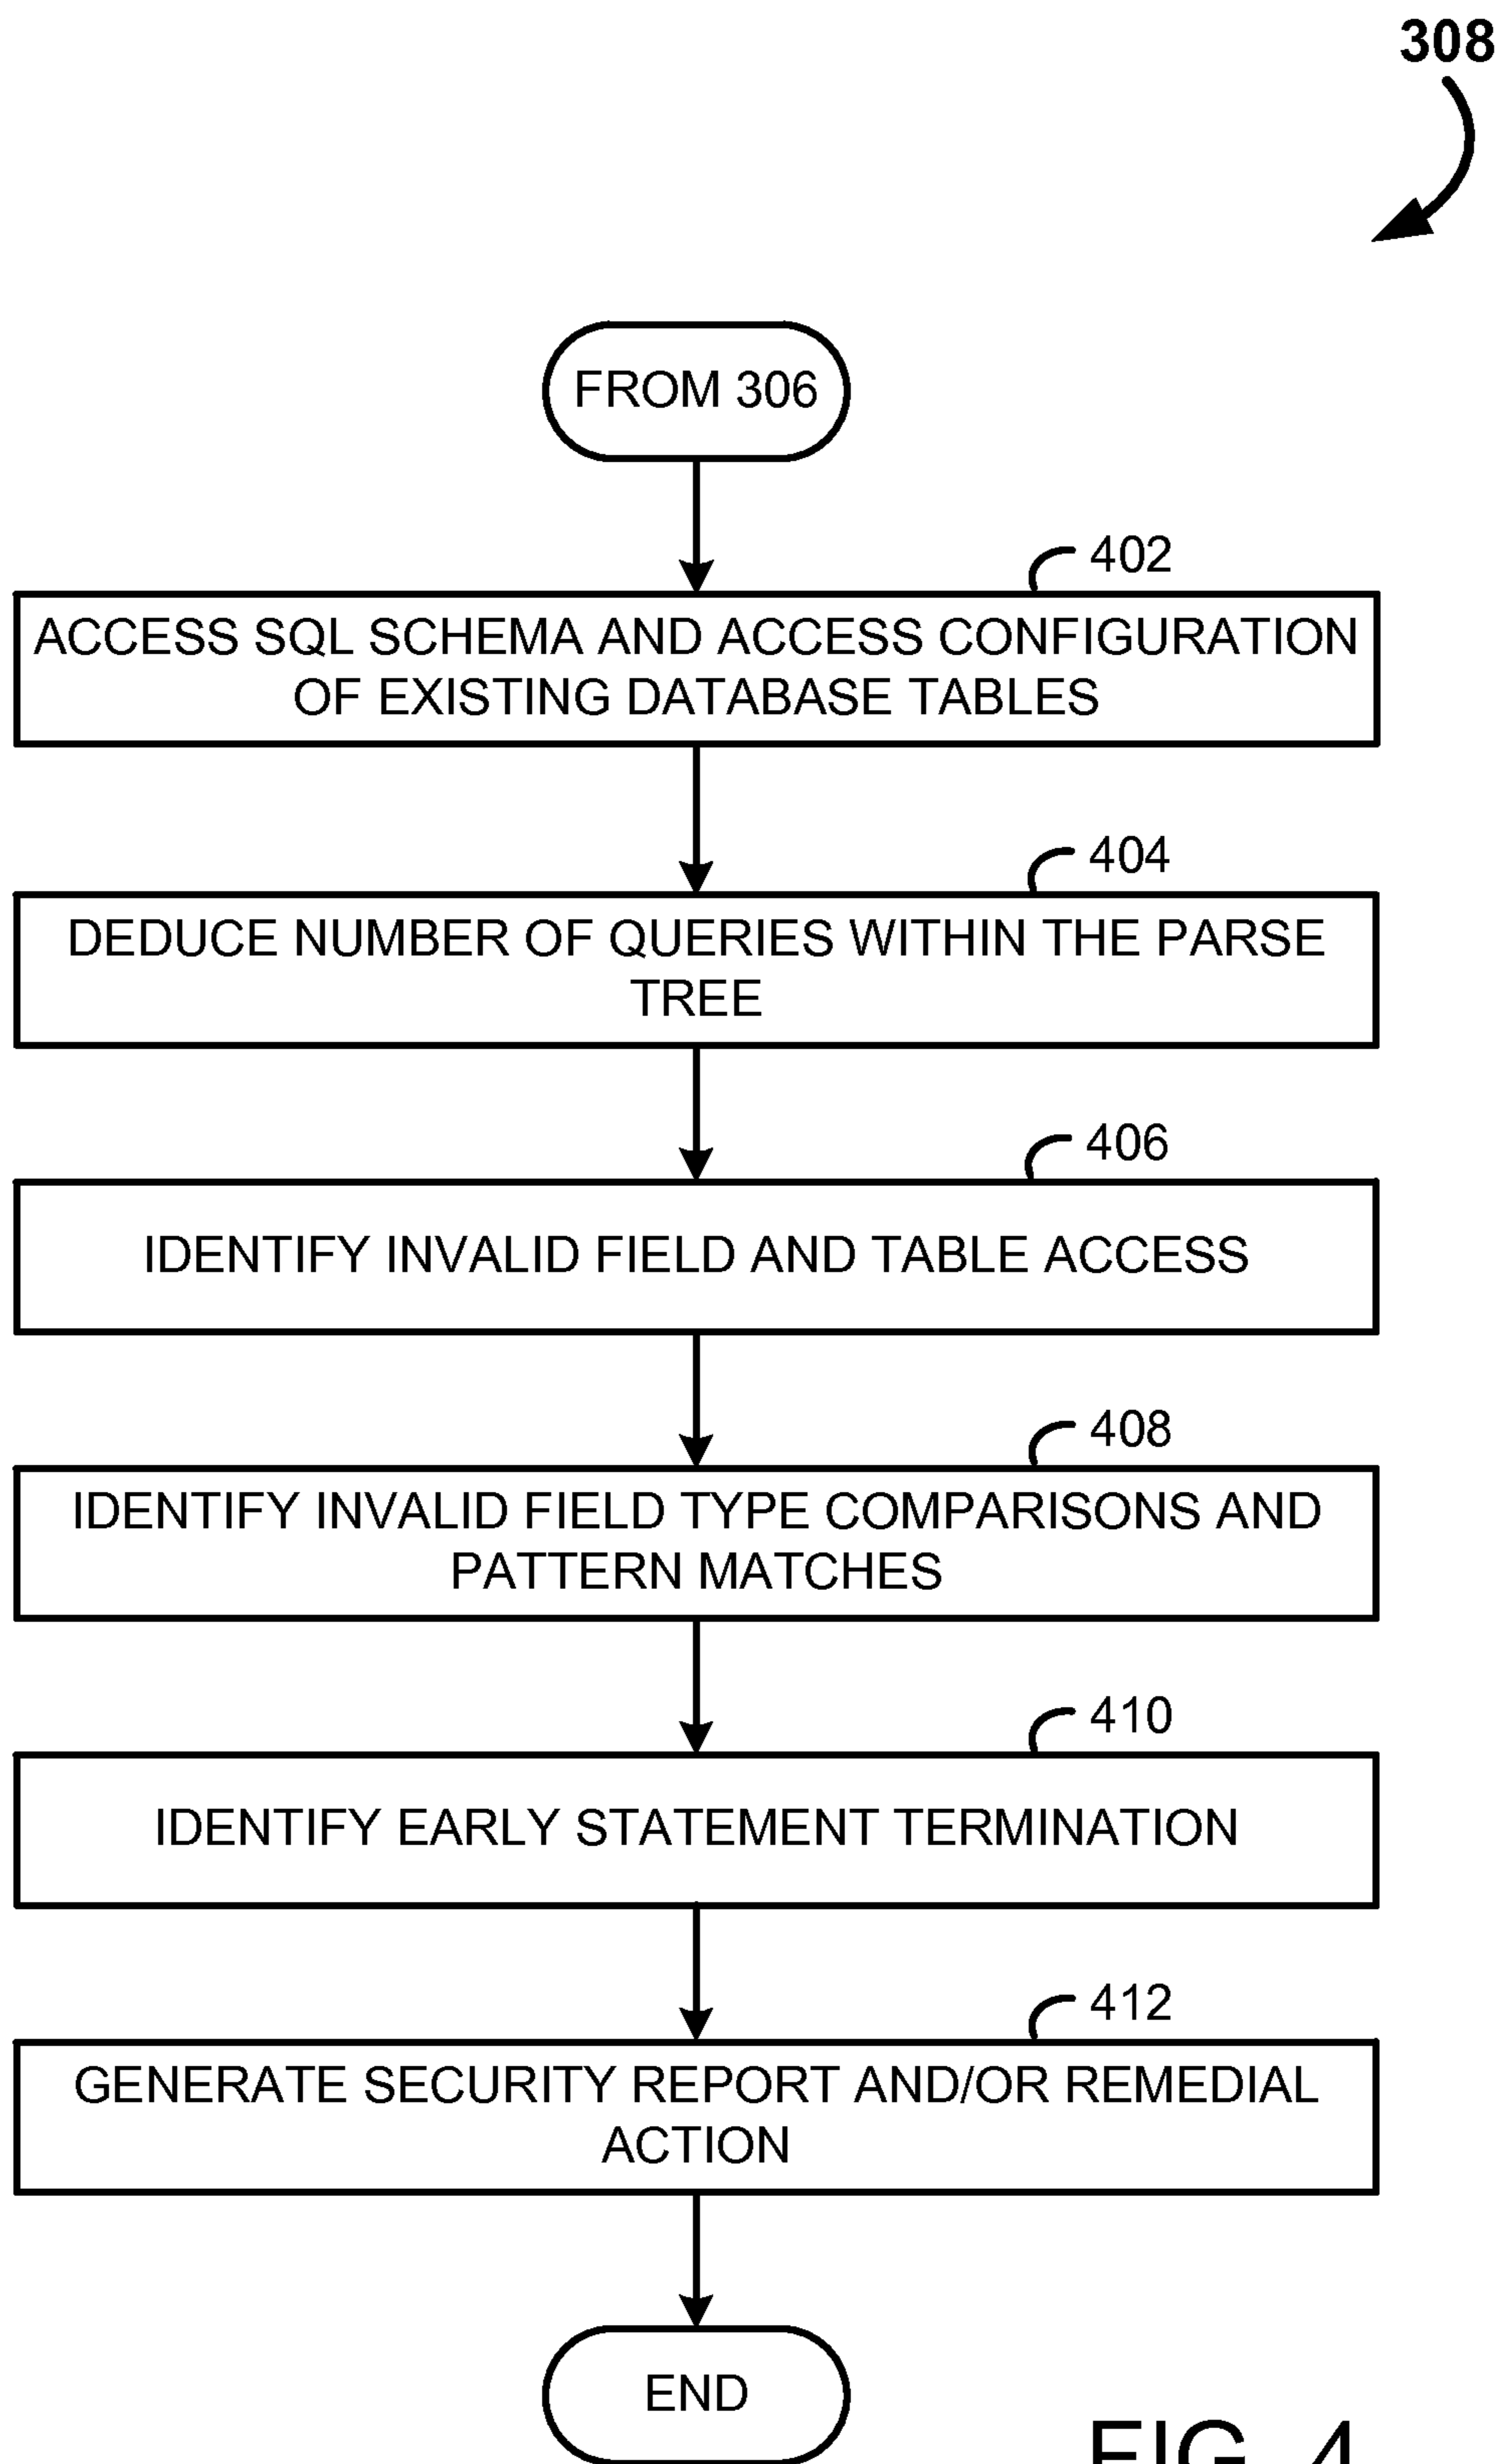 308
FROM 306
402
ACCESS SQL SCHEMA AND ACCESS CONFIGURATION
OF EXISTING DATABASE TABLES
404
DEDUCE NUMBER OF QUERIES WITHIN THE PARSE
TREE
406
IDENTIFY INVALID FIELD AND TABLE ACCESS
408
IDENTIFY INVALID FIELD TYPE COMPARISONS AND
PATTERN MATCHES
410
IDENTIFY EARLY STATEMENT TERMINATION
412
GENERATE SECURITY REPORT AND/OR REMEDIAL
ACTION
END
FIG. 4